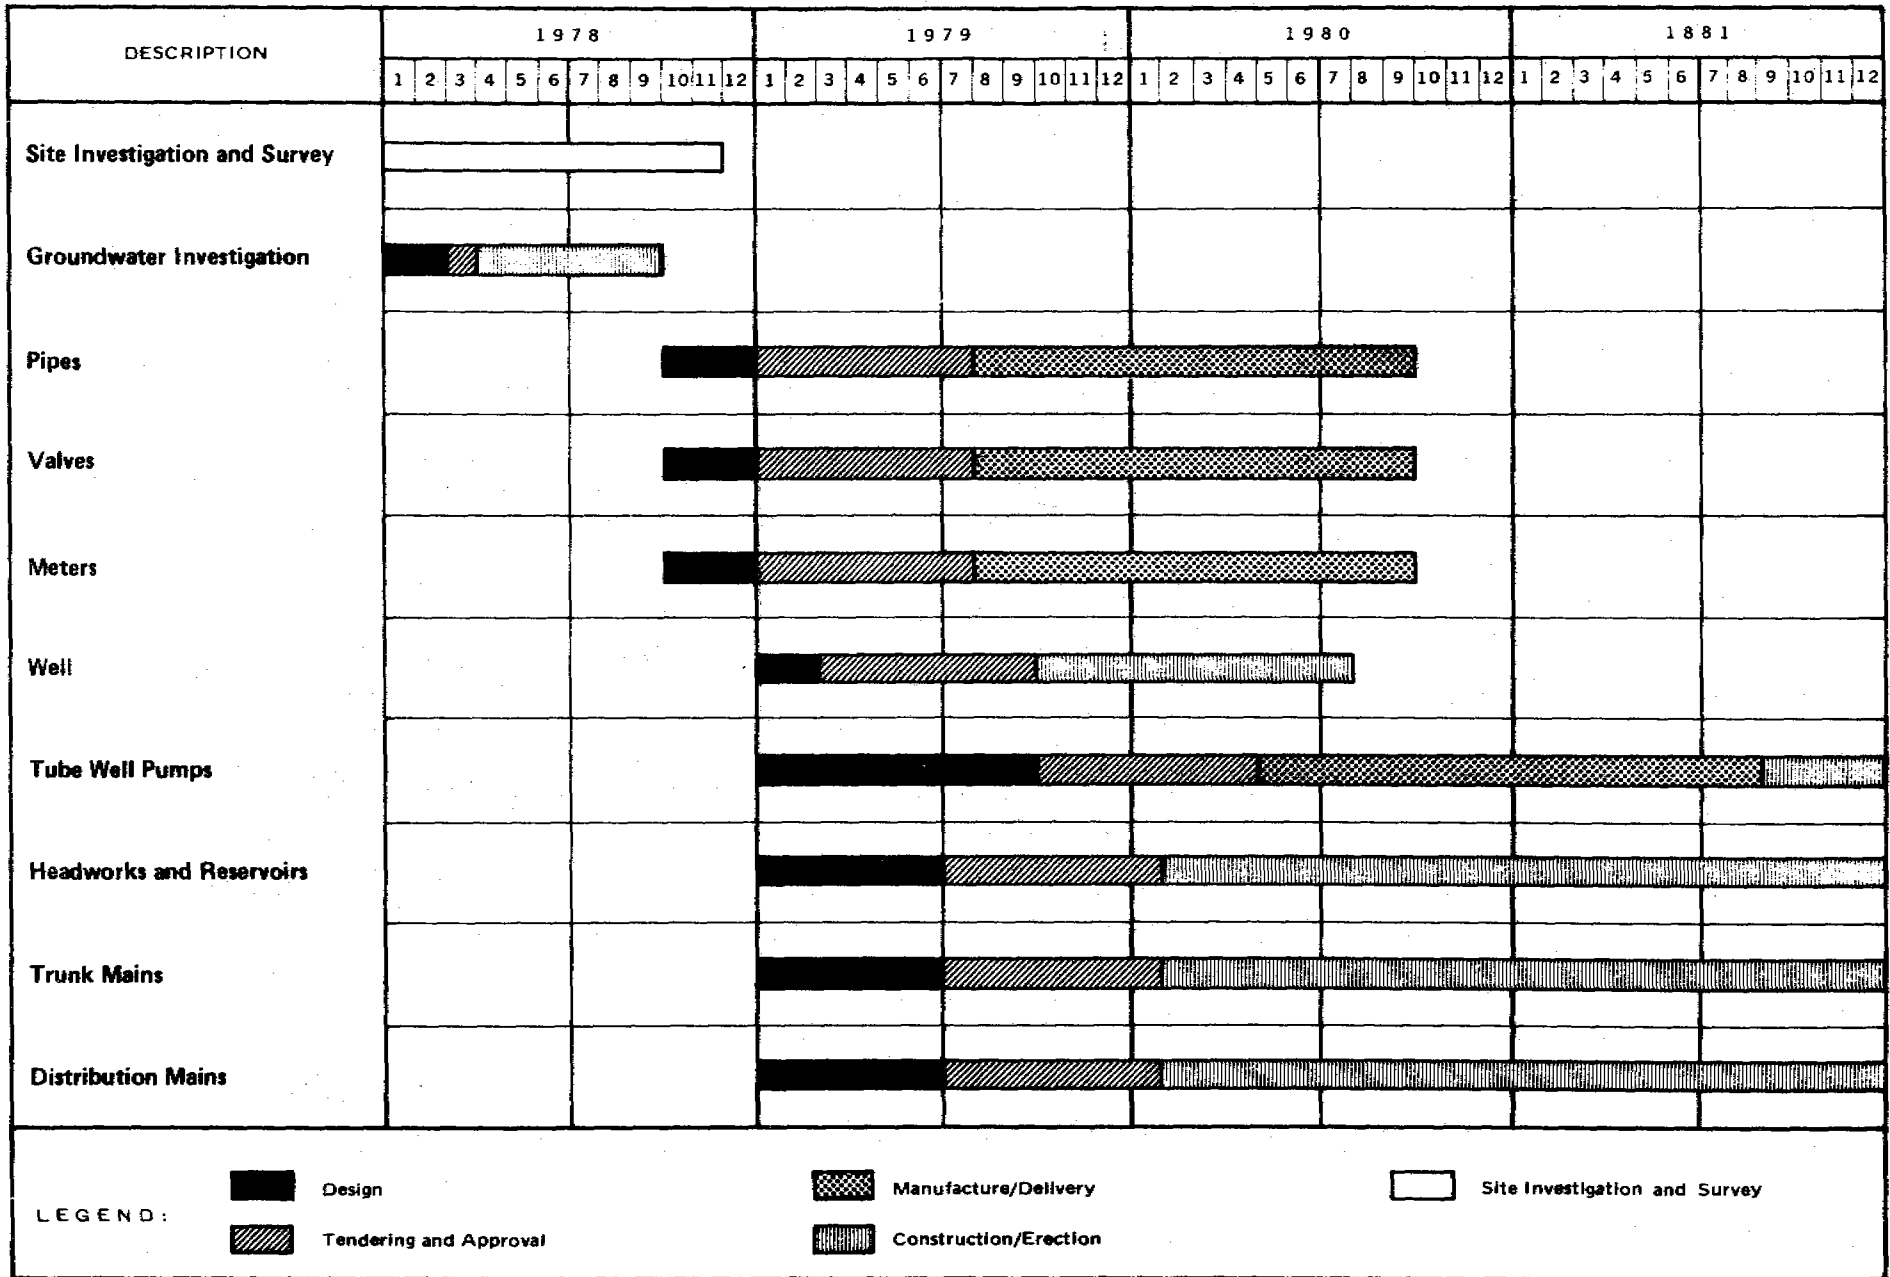 DESCRIPTION
1978 1979 1980 1881
1 2 3 4 5 6 7 8 9 10 11 12 1 2 3 4 5 6 7 8 9 10 11 12 1 2 3 4 5 6 7 8 9 10 11 12 1 2 3 4 5 6 7 8 9 10 11 12
Site Investigation and Survey
Groundwater Investigation
Pipes
Valves
Meters
Well
Tube Well Pumps
Headworks and Reservoirs
Trunk Mains
Distribution Mains
LEGEND:
Design
Manufacture/Delivery
Site Investigation and Survey
Tendering and Approval
Construction/Erection